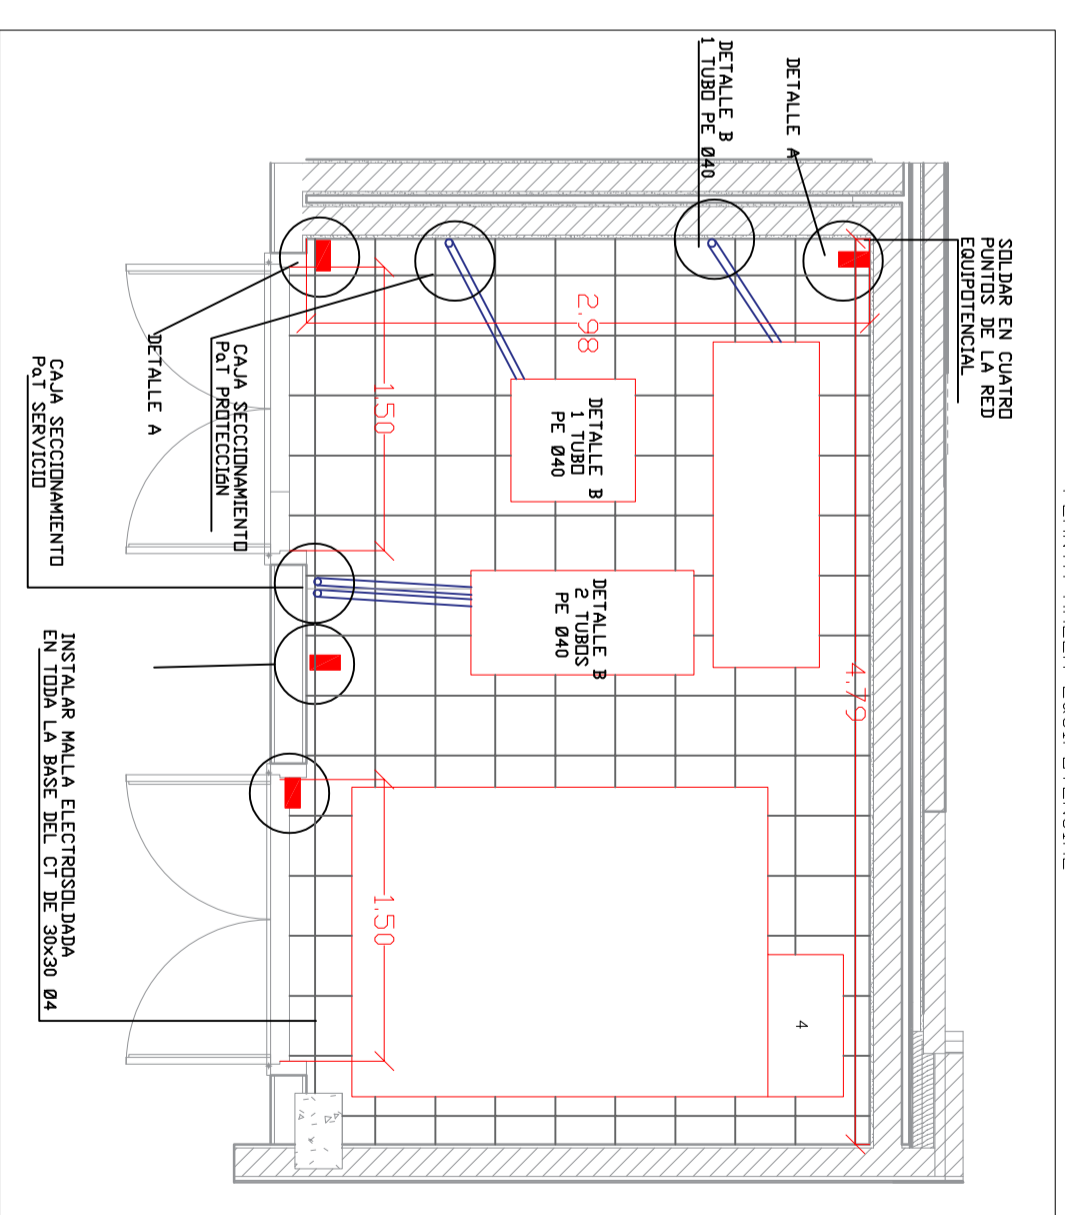 SOLDAR EN CUATRO
PUNTOS DE LA RED
EQUIPOTENCIAL
DETALLE A
DETALLE B
1 TUBO PE Ø40
2.98
4.79
DETALLE B
1 TUBO
PE Ø40
DETALLE B
2 TUBOS
PE Ø40
4
1.50
1.50
CAJA SECCIONAMIENTO
PaT PROTECCIÓN
DETALLE A
CAJA SECCIONAMIENTO
PaT SERVICIO
INSTALAR MALLA ELECTROSOLDADA
EN TODA LA BASE DEL CT DE 30x30 Ø4